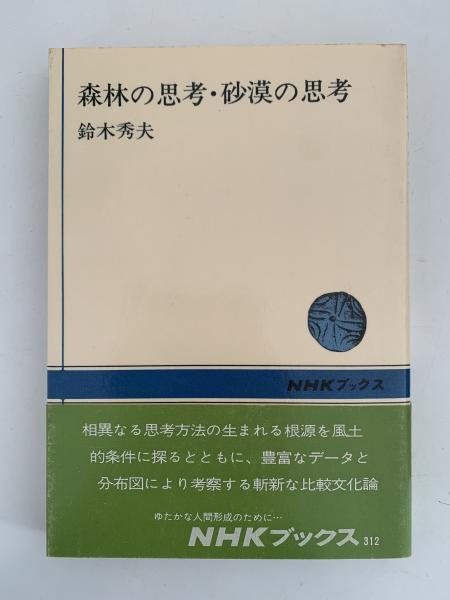 森林の思考・砂漠の思考
鈴木秀夫
NHKブックス
相異なる思考方法の生まれる根源を風土
的条件に探るとともに、豊富なデータと
分布図により考察する斬新な比較文化論
ゆたかな人間形成のために…
NHKブックス 312